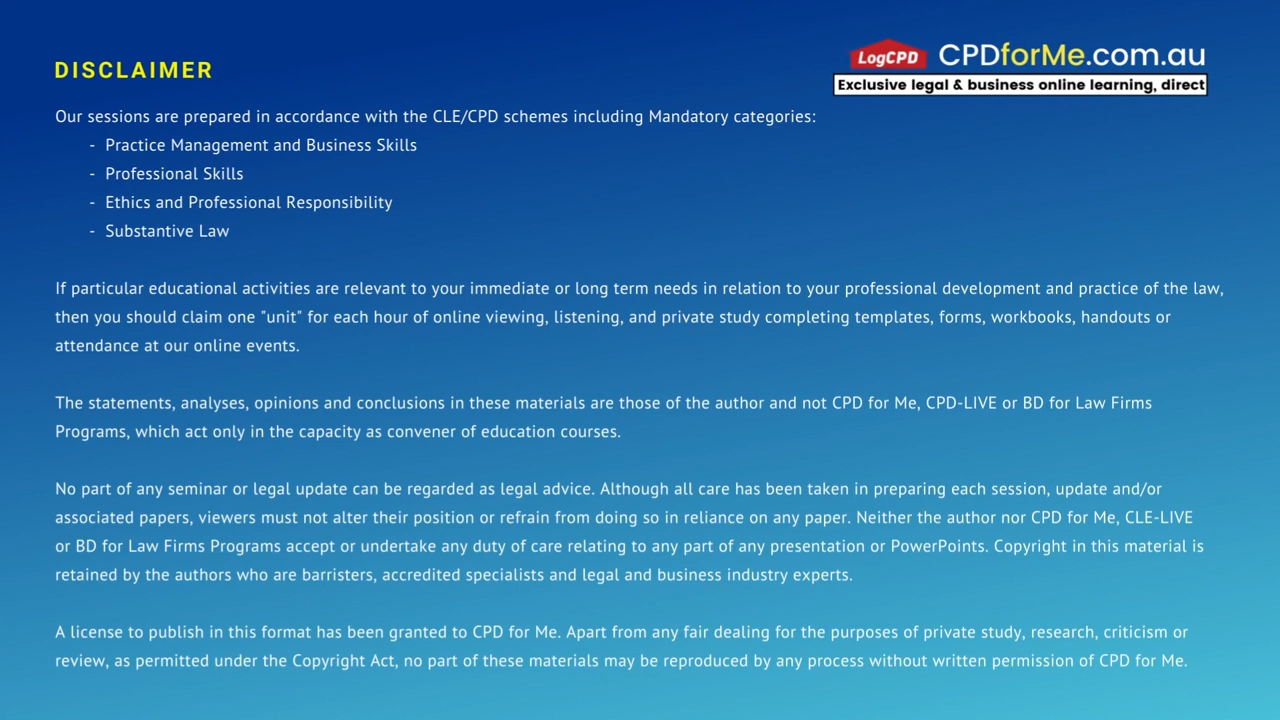 DISCLAIMER
LogCPD
CPDforMe.com.au
Exclusive legal & business online learning, direct
Our sessions are prepared in accordance with the CLE/CPD schemes including Mandatory categories:
- Practice Management and Business Skills
- Professional Skills
- Ethics and Professional Responsibility
- Substantive Law
If particular educational activities are relevant to your immediate or long term needs in relation to your professional development and practice of the law,
then you should claim one "unit" for each hour of online viewing, listening, and private study completing templates, forms, workbooks, handouts or
attendance at our online events.
The statements, analyses, opinions and conclusions in these materials are those of the author and not CPD for Me, CPD-LIVE or BD for Law Firms
Programs, which act only in the capacity as convener of education courses.
No part of any seminar or legal update can be regarded as legal advice. Although all care has been taken in preparing each session, update and/or
associated papers, viewers must not alter their position or refrain from doing so in reliance on any paper. Neither the author nor CPD for Me, CLE-LIVE
or BD for Law Firms Programs accept or undertake any duty of care relating to any part of any presentation or PowerPoints. Copyright in this material is
retained by the authors who are barristers, accredited specialists and legal and business industry experts.
A license to publish in this format has been granted to CPD for Me. Apart from any fair dealing for the purposes of private study, research, criticism or
review, as permitted under the Copyright Act, no part of these materials may be reproduced by any process without written permission of CPD for Me.